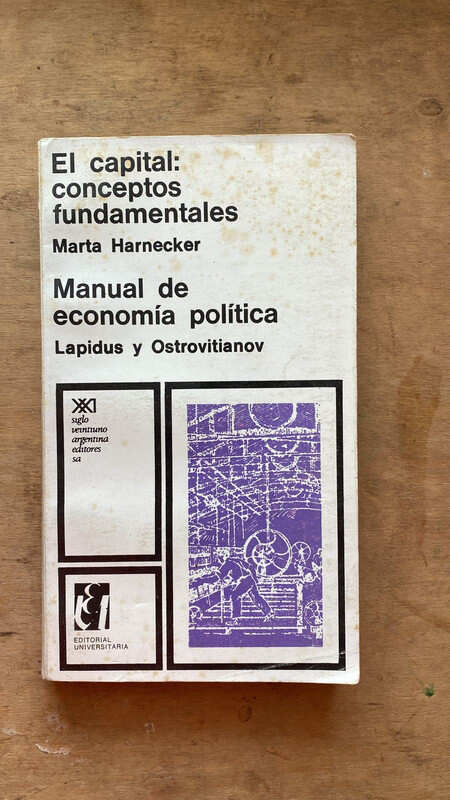 El capital:
conceptos
fundamentales
Marta Harnecker
Manual de
economía política
Lapidus y Ostrovitianov
XXI
siglo
veintiuno
argentina
editores
sa
EDITORIAL
UNIVERSITARIA